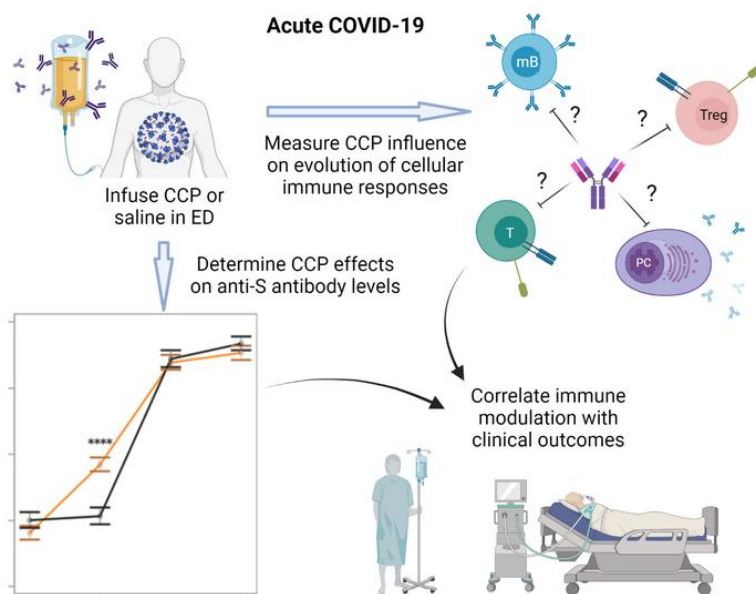 Acute COVID-19
Infuse CCP or
saline in ED
Measure CCP influence
on evolution of cellular
immune responses
mB
Treg
?
?
?
?
T
PC
Determine CCP effects
on anti-S antibody levels
****
Correlate immune
modulation with
clinical outcomes